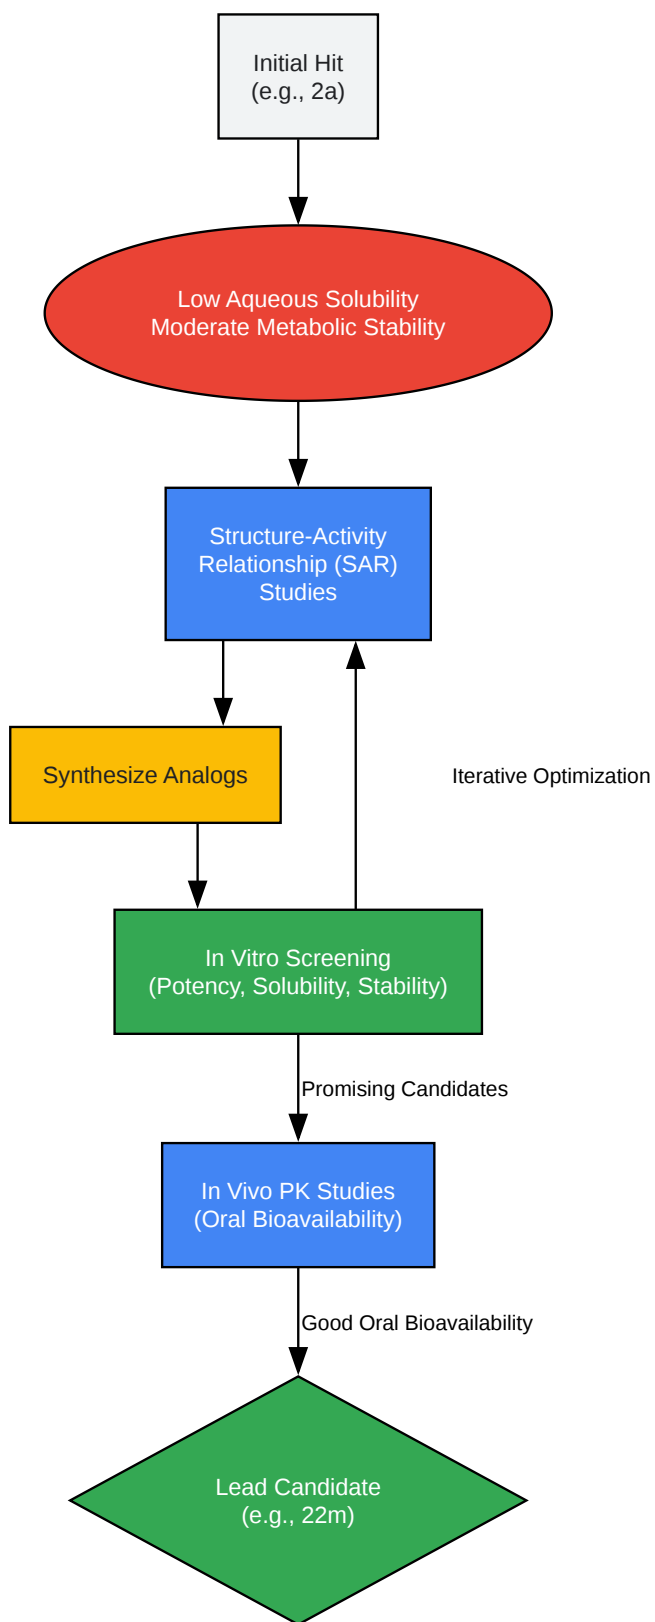 Initial Hit
(e.g., 2a)
Low Aqueous Solubility
Moderate Metabolic Stability
Structure-Activity
Relationship (SAR)
Studies
Synthesize Analogs
Iterative Optimization
In Vitro Screening
(Potency, Solubility, Stability)
Promising Candidates
In Vivo PK Studies
(Oral Bioavailability)
Good Oral Bioavailability
Lead Candidate
(e.g., 22m)